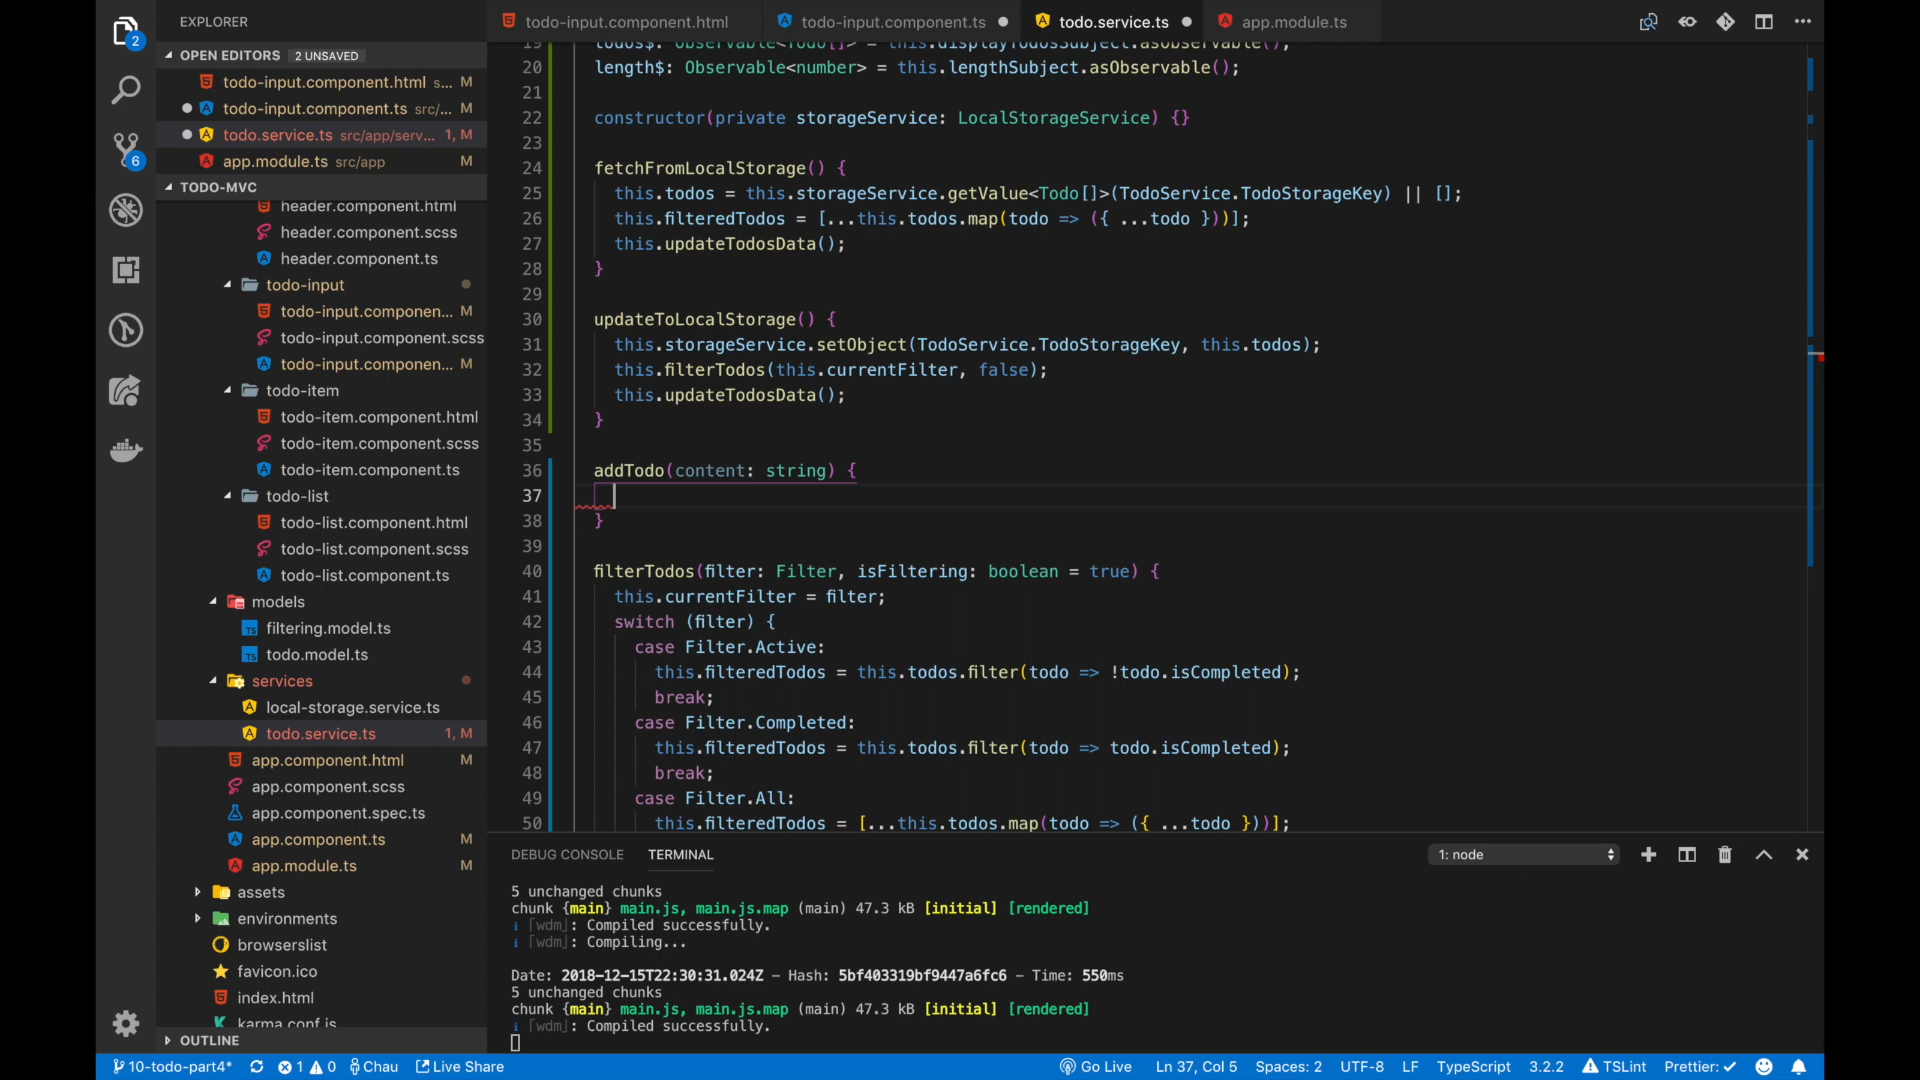 EXPLORER
OPEN EDITORS 2 UNSAVED
todo-input.component.html s... M
todo-input.component.ts src/... M
todo.service.ts src/app/serv... 1, M
app.module.ts src/app M
TODO-MVC
header.component.html
header.component.scss
header.component.ts
todo-input
todo-input.componen... M
todo-input.component.scss
todo-input.componen... M
todo-item
todo-item.component.html
todo-item.component.scss
todo-item.component.ts
todo-list
todo-list.component.html
todo-list.component.scss
todo-list.component.ts
models
filtering.model.ts
todo.model.ts
services
local-storage.service.ts
todo.service.ts 1, M
app.component.html M
app.component.scss
app.component.spec.ts
app.component.ts M
app.module.ts M
assets
environments
browserslist
favicon.ico
index.html
karma.conf.js
OUTLINE
2
6
todo-input.component.html todo-input.component.ts todo.service.ts app.module.ts
19 todos$: Observable<Todo[]> = this.displayTodosSubject.asObservable();
20 length$: Observable<number> = this.lengthSubject.asObservable();
21
22 constructor(private storageService: LocalStorageService) {}
23
24 fetchFromLocalStorage() {
25 this.todos = this.storageService.getValue<Todo[]>(TodoService.TodoStorageKey) || [];
26 this.filteredTodos = [...this.todos.map(todo => ({ ...todo }))];
27 this.updateTodosData();
28 }
29
30 updateToLocalStorage() {
31 this.storageService.setObject(TodoService.TodoStorageKey, this.todos);
32 this.filterTodos(this.currentFilter, false);
33 this.updateTodosData();
34 }
35
36 addTodo(content: string) {
37
38 }
39
40 filterTodos(filter: Filter, isFiltering: boolean = true) {
41 this.currentFilter = filter;
42 switch (filter) {
43 case Filter.Active:
44 this.filteredTodos = this.todos.filter(todo => !todo.isCompleted);
45 break;
46 case Filter.Completed:
47 this.filteredTodos = this.todos.filter(todo => todo.isCompleted);
48 break;
49 case Filter.All:
50 this.filteredTodos = [...this.todos.map(todo => ({ ...todo }))];
DEBUG CONSOLE TERMINAL 1: node
5 unchanged chunks
chunk {main} main.js, main.js.map (main) 47.3 kB [initial] [rendered]
i ｢wdm｣: Compiled successfully.
i ｢wdm｣: Compiling...
Date: 2018-12-15T22:30:31.024Z - Hash: 5bf403319bf9447a6fc6 - Time: 550ms
5 unchanged chunks
chunk {main} main.js, main.js.map (main) 47.3 kB [initial] [rendered]
i ｢wdm｣: Compiled successfully.
10-todo-part4* 1 0 Chau Live Share Go Live Ln 37, Col 5 Spaces: 2 UTF-8 LF TypeScript 3.2.2 TSLint Prettier: ✓